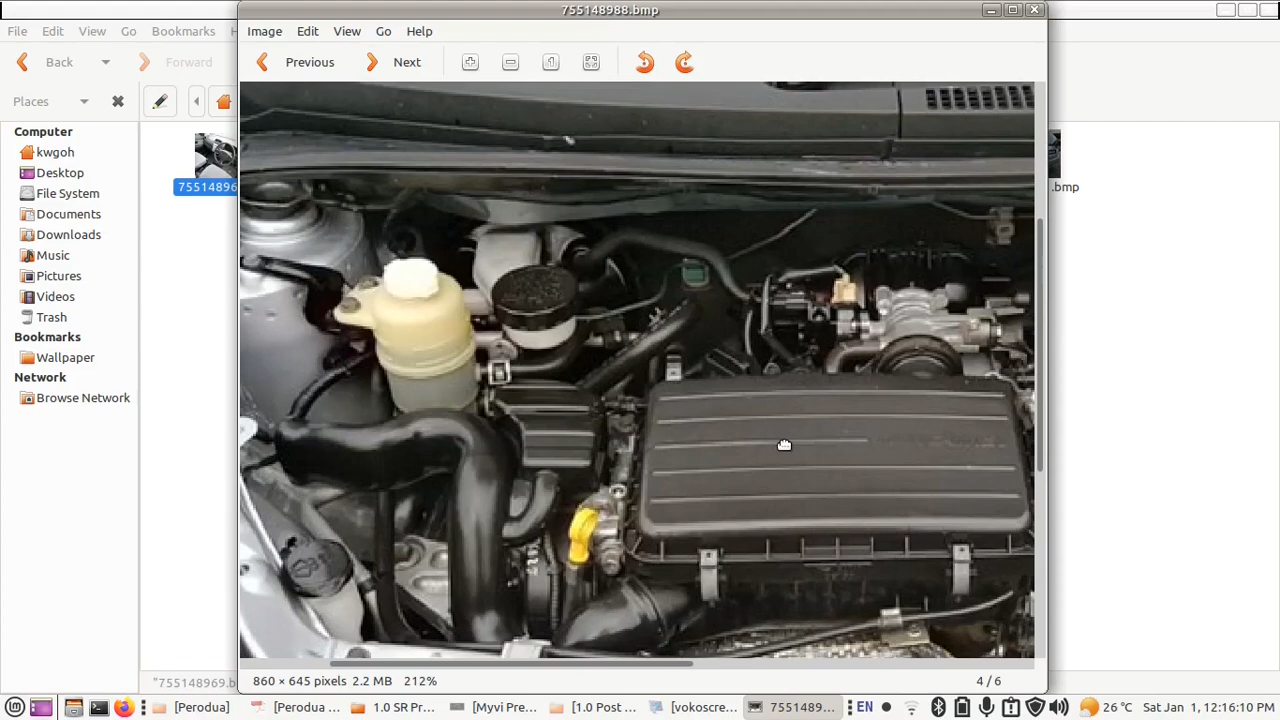 755148988.bmp
File Edit View Go Bookmarks H
Image Edit View Go Help
Back Forward
Previous Next
Places
Computer
kwgoh
Desktop
File System
Documents
Downloads
Music
Pictures
Videos
Trash
Bookmarks
Wallpaper
Network
Browse Network
75514896
.bmp
"755148969.b
860 × 645 pixels 2.2 MB 212%
4 / 6
[Perodua]
[Perodua ...
1.0 SR Pr...
[Myvi Pre...
[1.0 Post ...
[vokoscre...
7551489...
EN
26 °C
Sat Jan 1, 12:16:10 PM